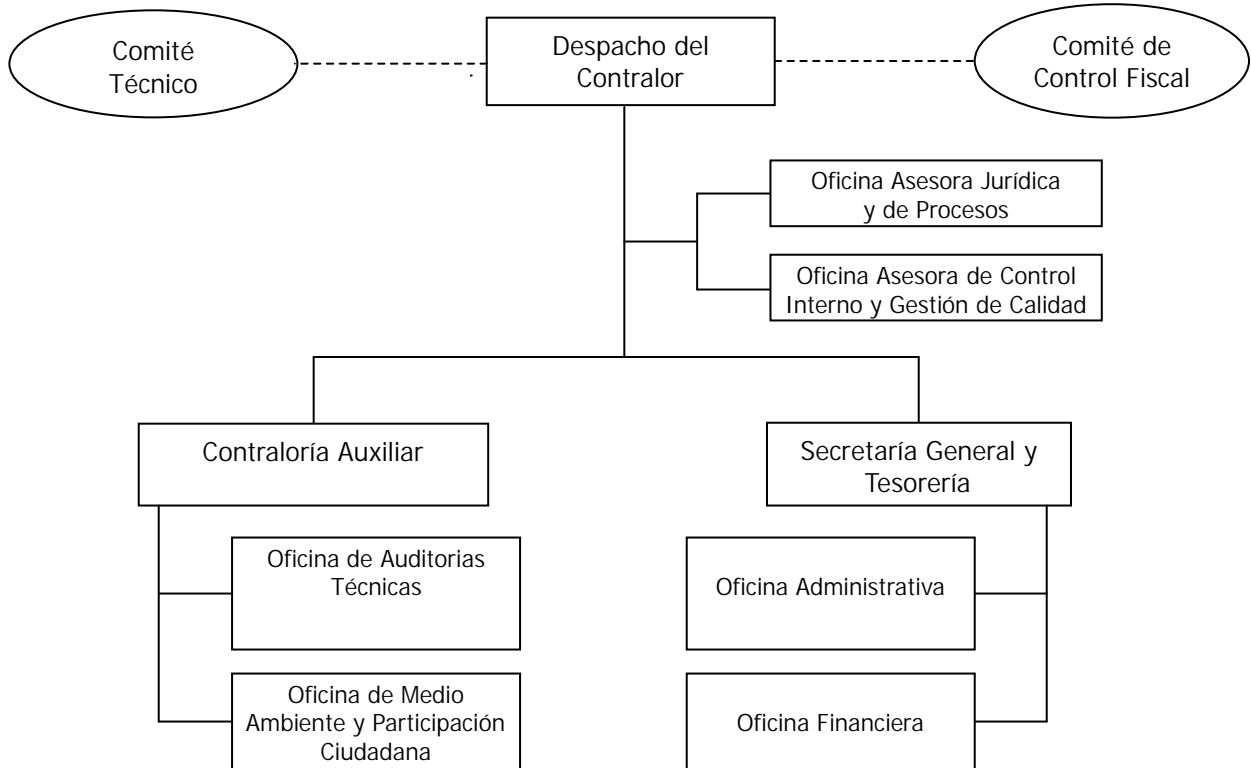 Comité
Técnico
Despacho del
Contralor
Comité de
Control Fiscal
Oficina Asesora Jurídica
y de Procesos
Oficina Asesora de Control
Interno y Gestión de Calidad
Contraloría Auxiliar
Secretaría General y
Tesorería
Oficina de Auditorias
Técnicas
Oficina Administrativa
Oficina de Medio
Ambiente y Participación
Ciudadana
Oficina Financiera